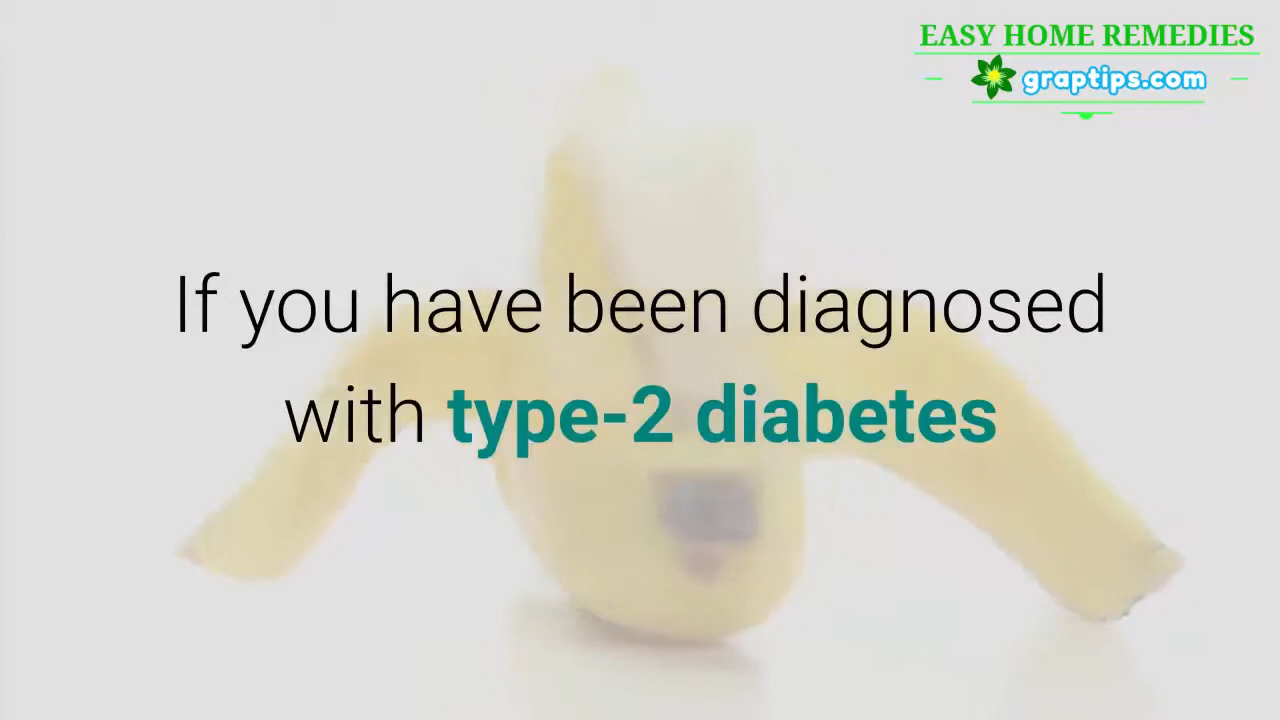 EASY HOME REMEDIES
graptips.com
If you have been diagnosed
with type-2 diabetes